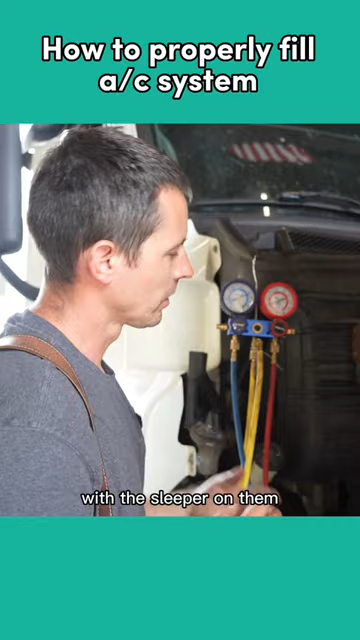 How to properly fill
a/c system
with the sleeper on them